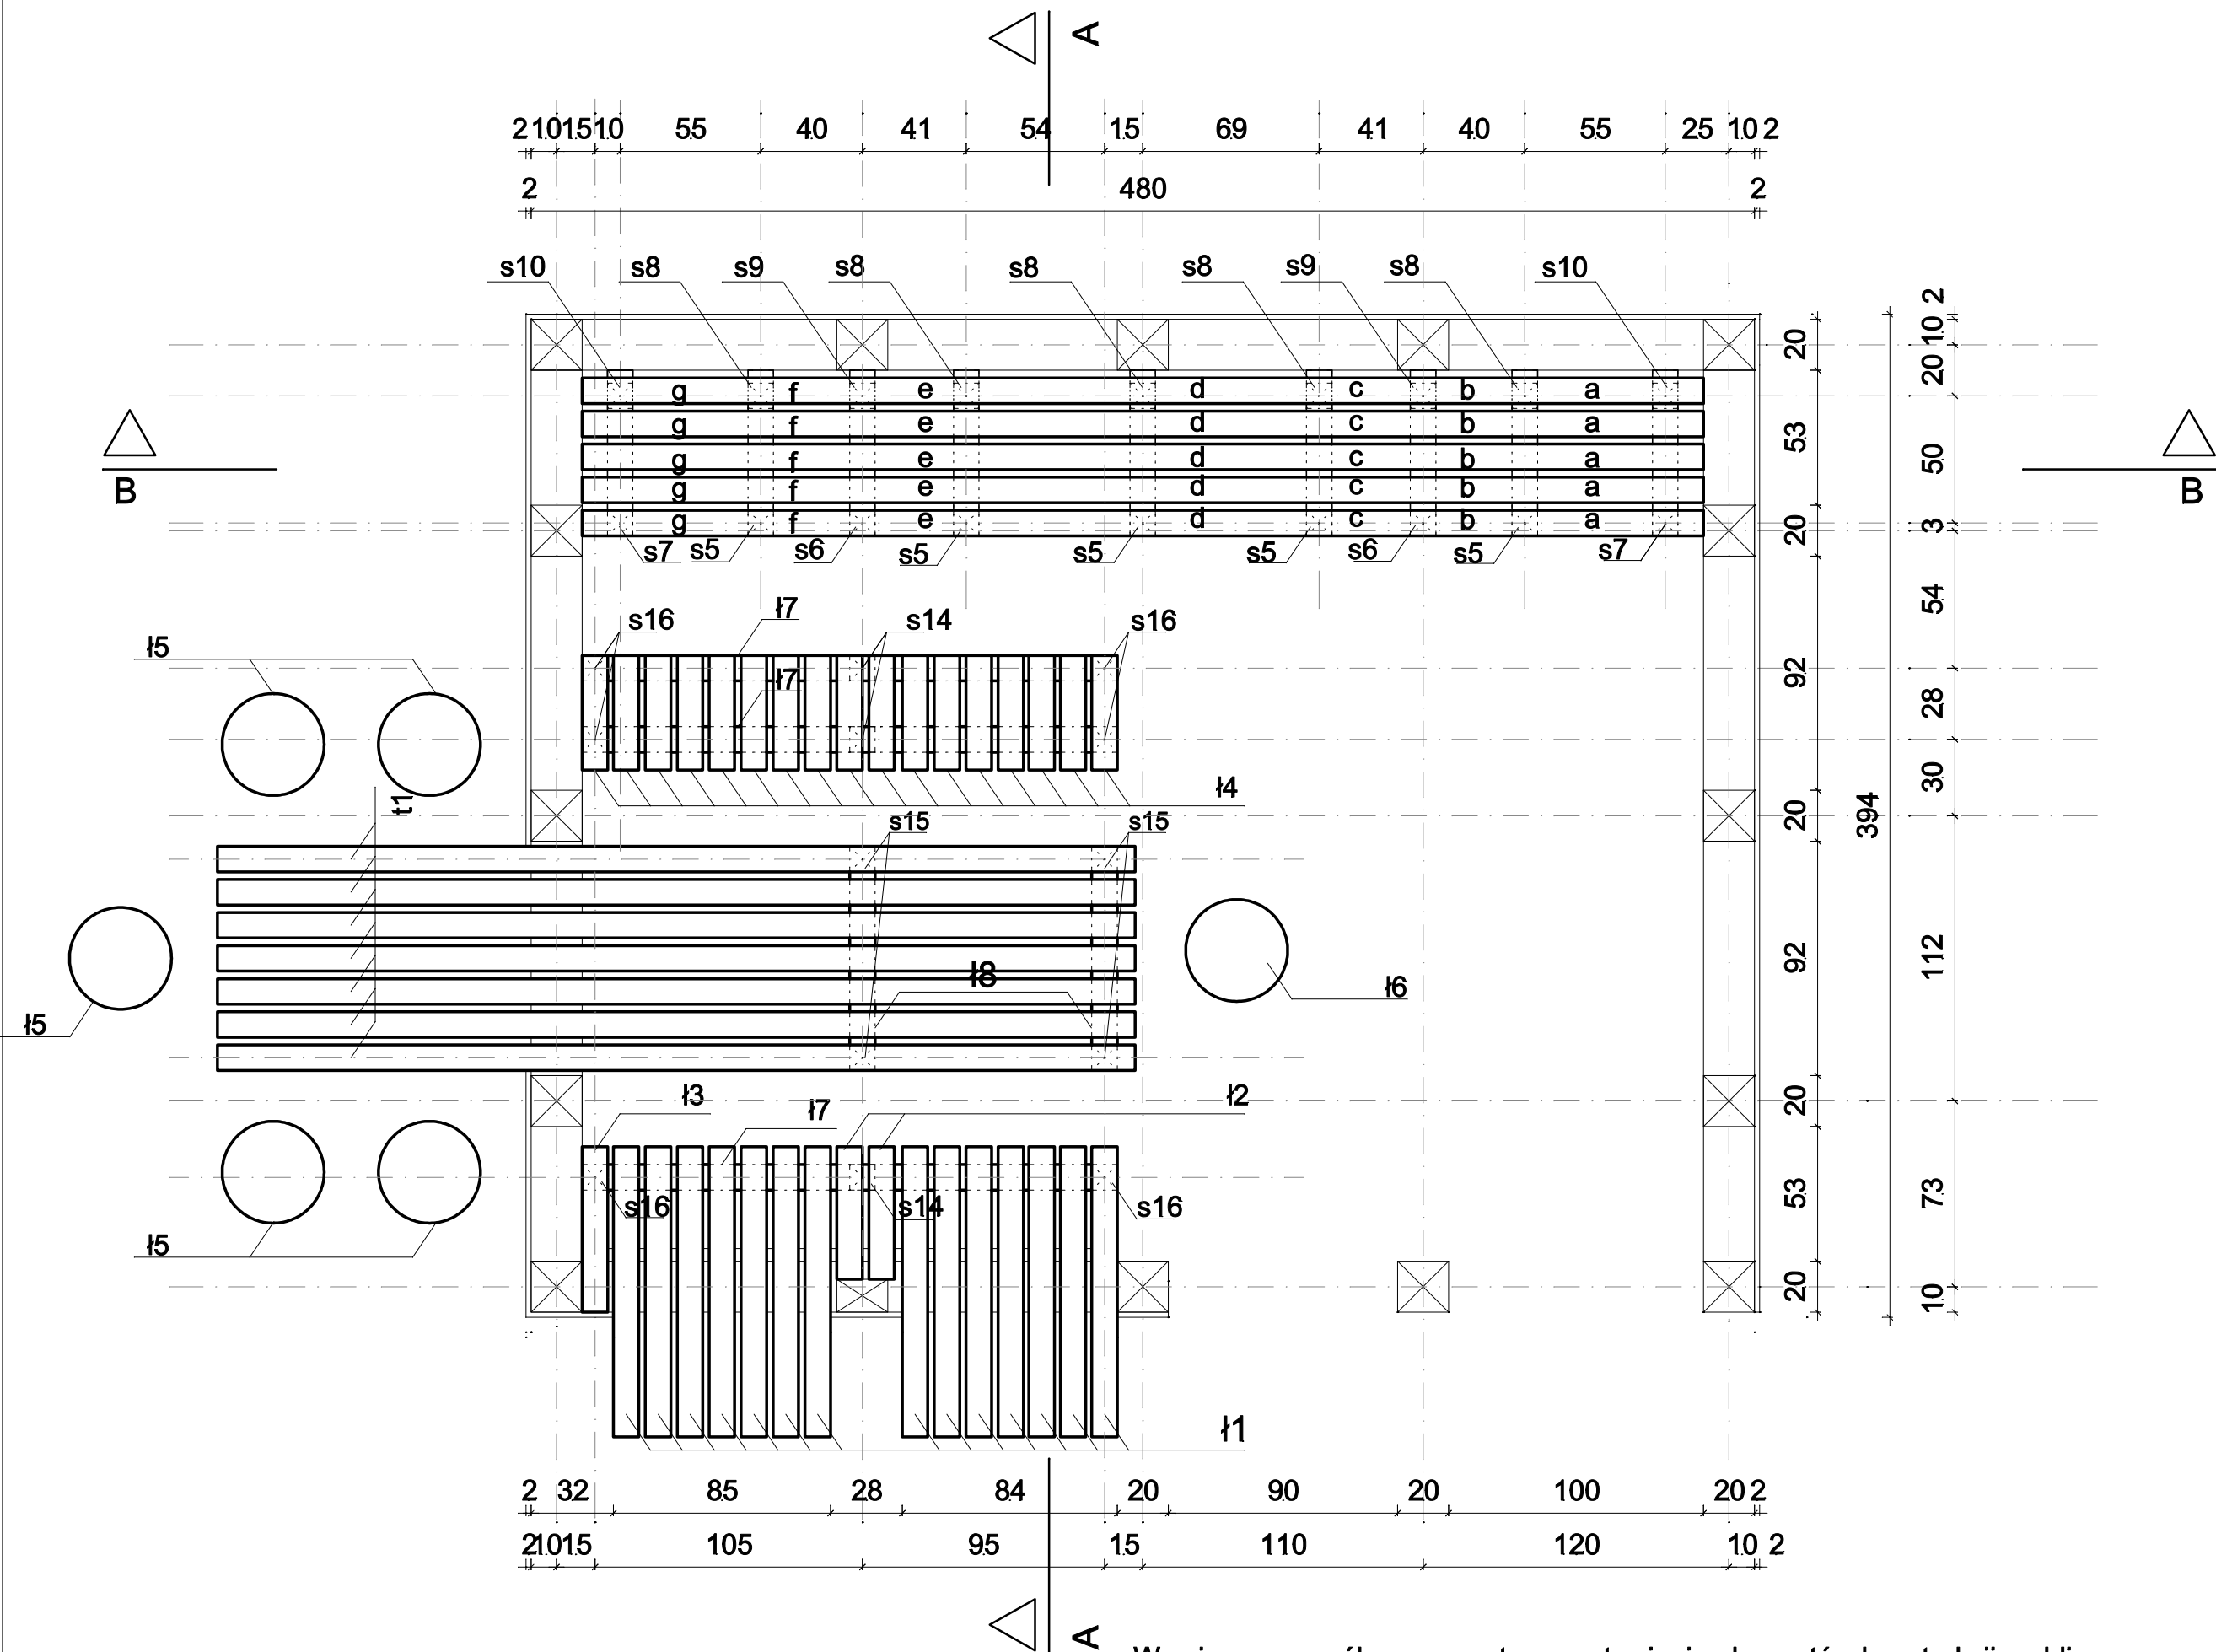 A
2 10 15 10 55 40 41 54 15 69 41 40 55 25 10 2
2 480 2
s10 s8 s9 s8 s8 s8 s9 s8 s10
g f e d c b a
g f e d c b a
g f e d c b a
g f e d c b a
g f e d c b a
s7 s5 s6 s5 s5 s5 s6 s5 s7
B
B
2
10
20
50
3
54
28
30
112
73
10
394
20
53
20
92
20
92
20
53
20
s16 ł7 s14 s16
ł5
ł7
ł4
t1
s15 s15
ł8
ł6
ł5
ł3 ł7 ł2
s16 s14 s16
ł5
ł1
2 32 85 28 84 20 90 20 100 20 2
2 10 15 105 95 15 110 120 10 2
A